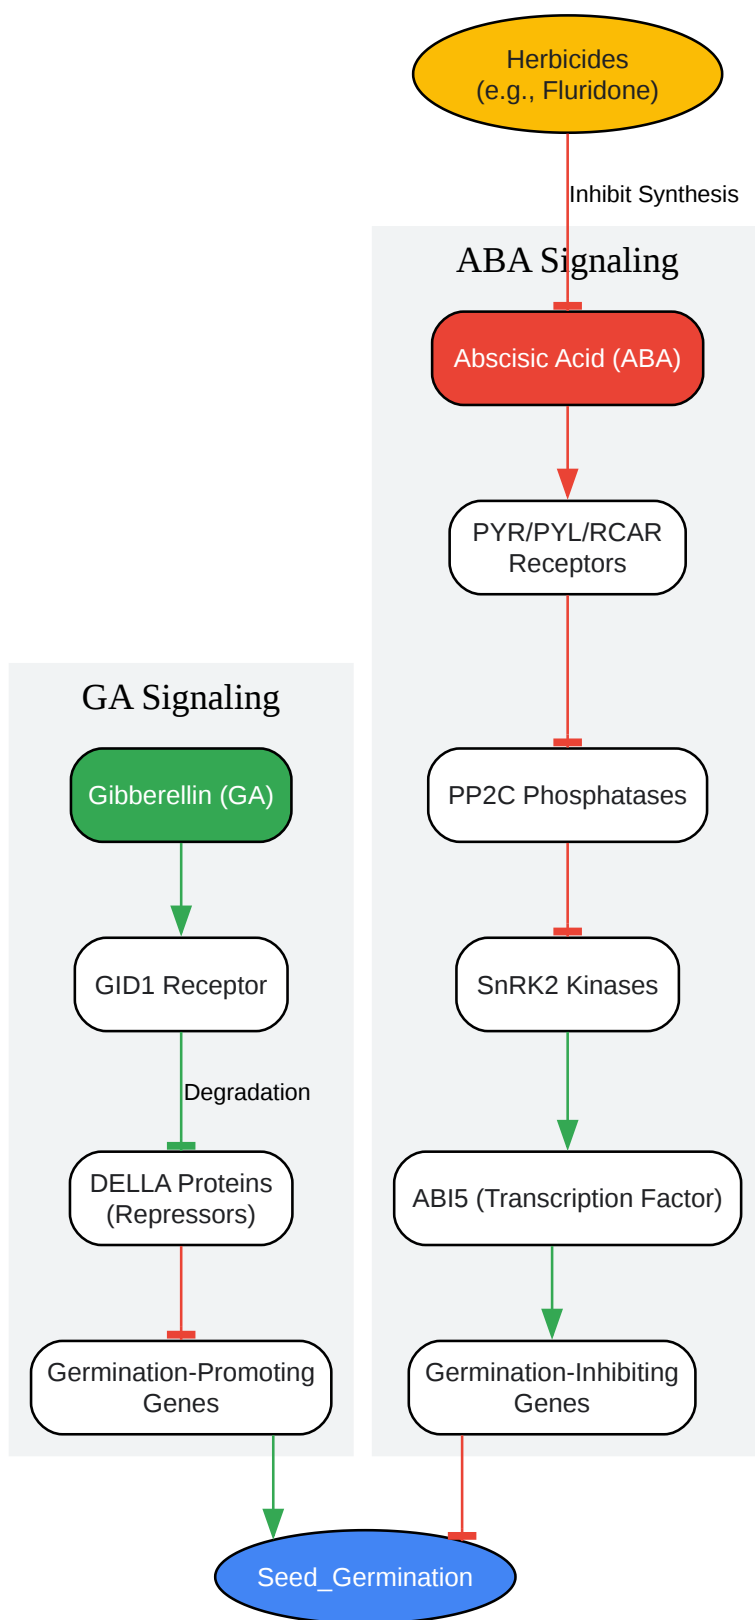 Herbicides
(e.g., Fluridone)
Inhibit Synthesis
ABA Signaling
Abscisic Acid (ABA)
PYR/PYL/RCAR
Receptors
GA Signaling
Gibberellin (GA)
PP2C Phosphatases
GID1 Receptor
SnRK2 Kinases
Degradation
DELLA Proteins
(Repressors)
ABI5 (Transcription Factor)
Germination-Promoting
Genes
Germination-Inhibiting
Genes
Seed_Germination